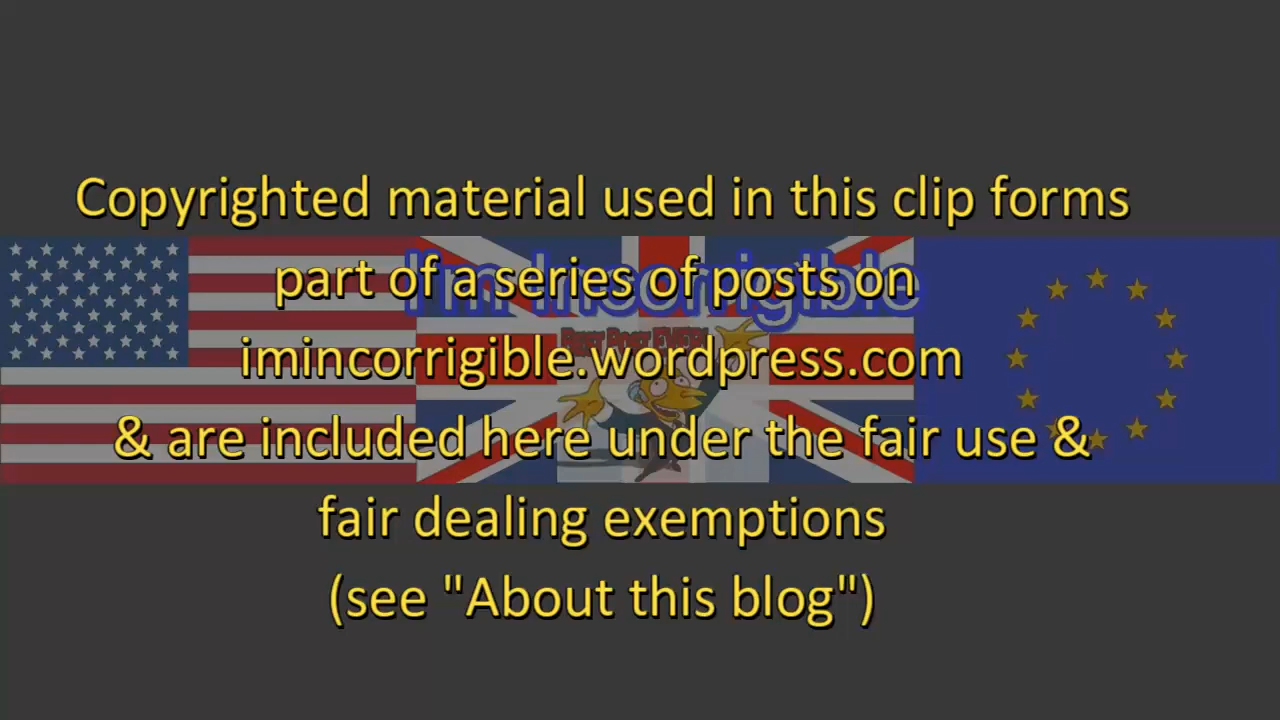 Copyrighted material used in this clip forms
part of a series of posts on
I'm Incorrigible
imincorrigible.wordpress.com
& are included here under the fair use &
fair dealing exemptions
(see "About this blog")